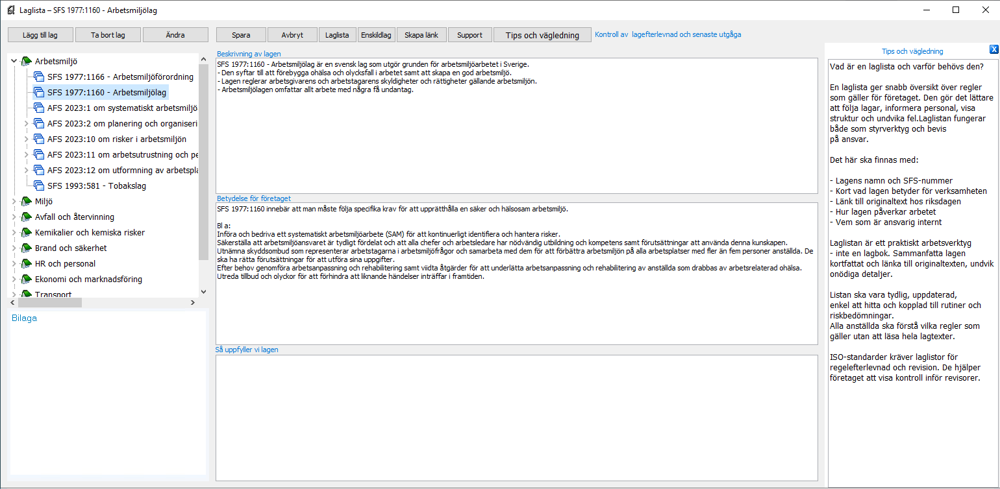 Laglista – SFS 1977:1160 - Arbetsmiljölag
Lägg till lag
Ta bort lag
Ändra
Spara
Avbryt
Laglista
Enskildlag
Skapa länk
Support
Tips och vägledning
Kontroll av lagefterlevnad och senaste utgåga
Arbetsmiljö
SFS 1977:1166 - Arbetsmiljöförordning
SFS 1977:1160 - Arbetsmiljölag
AFS 2023:1 om systematiskt arbetsmiljö
AFS 2023:2 om planering och organiseri
AFS 2023:10 om risker i arbetsmiljön
AFS 2023:11 om arbetsutrustning och pe
AFS 2023:12 om utformning av arbetspla
SFS 1993:581 - Tobakslag
Miljö
Avfall och återvinning
Kemikalier och kemiska risker
Brand och säkerhet
HR och personal
Ekonomi och marknadsföring
Transport
Bilaga
Beskrivning av lagen
SFS 1977:1160 - Arbetsmiljölag är en svensk lag som utgör grunden för arbetsmiljöarbetet i Sverige.
- Den syftar till att förebygga ohälsa och olycksfall i arbetet samt att skapa en god arbetsmiljö.
- Lagen reglerar arbetsgivarens och arbetstagarens skyldigheter och rättigheter gällande arbetsmiljön.
- Arbetsmiljölagen omfattar allt arbete med några få undantag.
Betydelse för företaget
SFS 1977:1160 innebär att man måste följa specifika krav för att upprätthålla en säker och hälsosam arbetsmiljö.
Bl a:
Införa och bedriva ett systematiskt arbetsmiljöarbete (SAM) för att kontinuerligt identifiera och hantera risker.
Säkerställa att arbetsmiljöansvaret är tydligt fördelat och att alla chefer och arbetsledare har nödvändig utbildning och kompetens samt förutsättningar att använda denna kunskapen.
Utnämna skyddsombud som representerar arbetstagarna i arbetsmiljöfrågor och samarbeta med dem för att förbättra arbetsmiljön på alla arbetsplatser med fler än fem personer anställda. De
ska ha rätta förutsättningar för att utföra sina uppgifter.
Efter behov genomföra arbetsanpassning och rehabilitering samt viidta åtgärder för att underlätta arbetsanpassning och rehabilitering av anställda som drabbas av arbetsrelaterad ohälsa.
Utreda tillbud och olyckor för att förhindra att liknande händelser inträffar i framtiden.
Så uppfyller vi lagen
Tips och vägledning
X
Vad är en laglista och varför behövs den?
En laglista ger snabb översikt över regler
som gäller för företaget. Den gör det lättare
att följa lagar, informera personal, visa
struktur och undvika fel.Laglistan fungerar
både som styrverktyg och bevis
på ansvar.
Det här ska finnas med:
- Lagens namn och SFS-nummer
- Kort vad lagen betyder för verksamheten
- Länk till originaltext hos riksdagen
- Hur lagen påverkar arbetet
- Vem som är ansvarig internt
Laglistan är ett praktiskt arbetsverktyg
- inte en lagbok. Sammanfatta lagen
kortfattat och länka till originaltexten, undvik
onödiga detaljer.
Listan ska vara tydlig, uppdaterad,
enkel att hitta och kopplad till rutiner och
riskbedömningar.
Alla anställda ska förstå vilka regler som
gäller utan att läsa hela lagtexter.
ISO-standarder kräver laglistor för
regelefterlevnad och revision. De hjälper
företaget att visa kontroll inför revisorer.